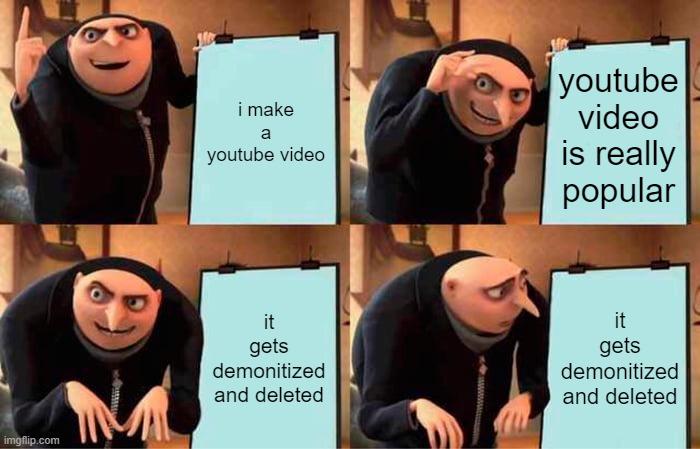 i make
a
youtube video
youtube
video
is really
popular
it
gets
demonitized
and deleted
it
gets
demonitized
and deleted
imgflip.com